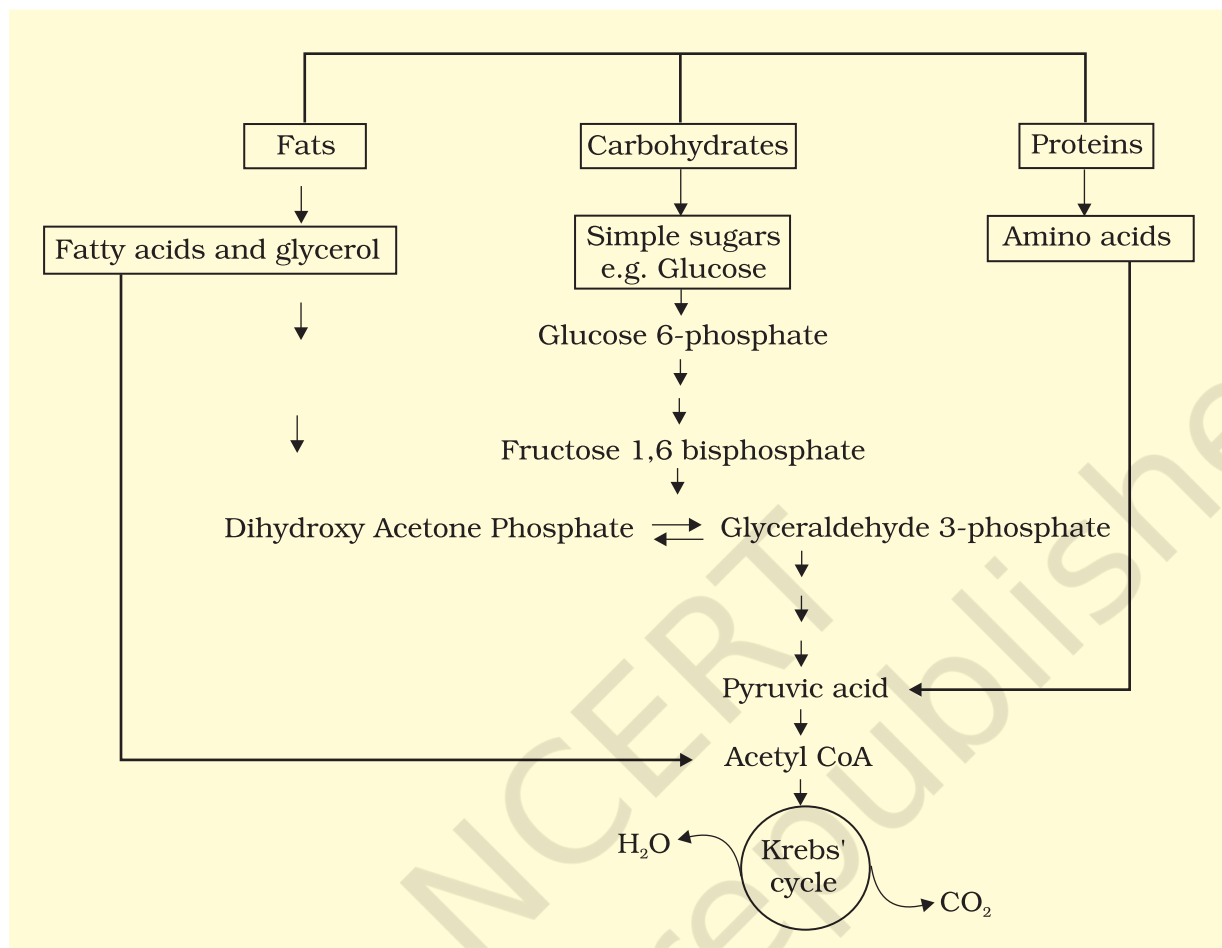 Fats
Carbohydrates
Proteins
Fatty acids and glycerol
Simple sugars
e.g. Glucose
Amino acids
Glucose 6-phosphate
Fructose 1,6 bisphosphate
Dihydroxy Acetone Phosphate
Glyceraldehyde 3-phosphate
Pyruvic acid
Acetyl CoA
H₂O
Krebs'
cycle
CO₂
NCERT